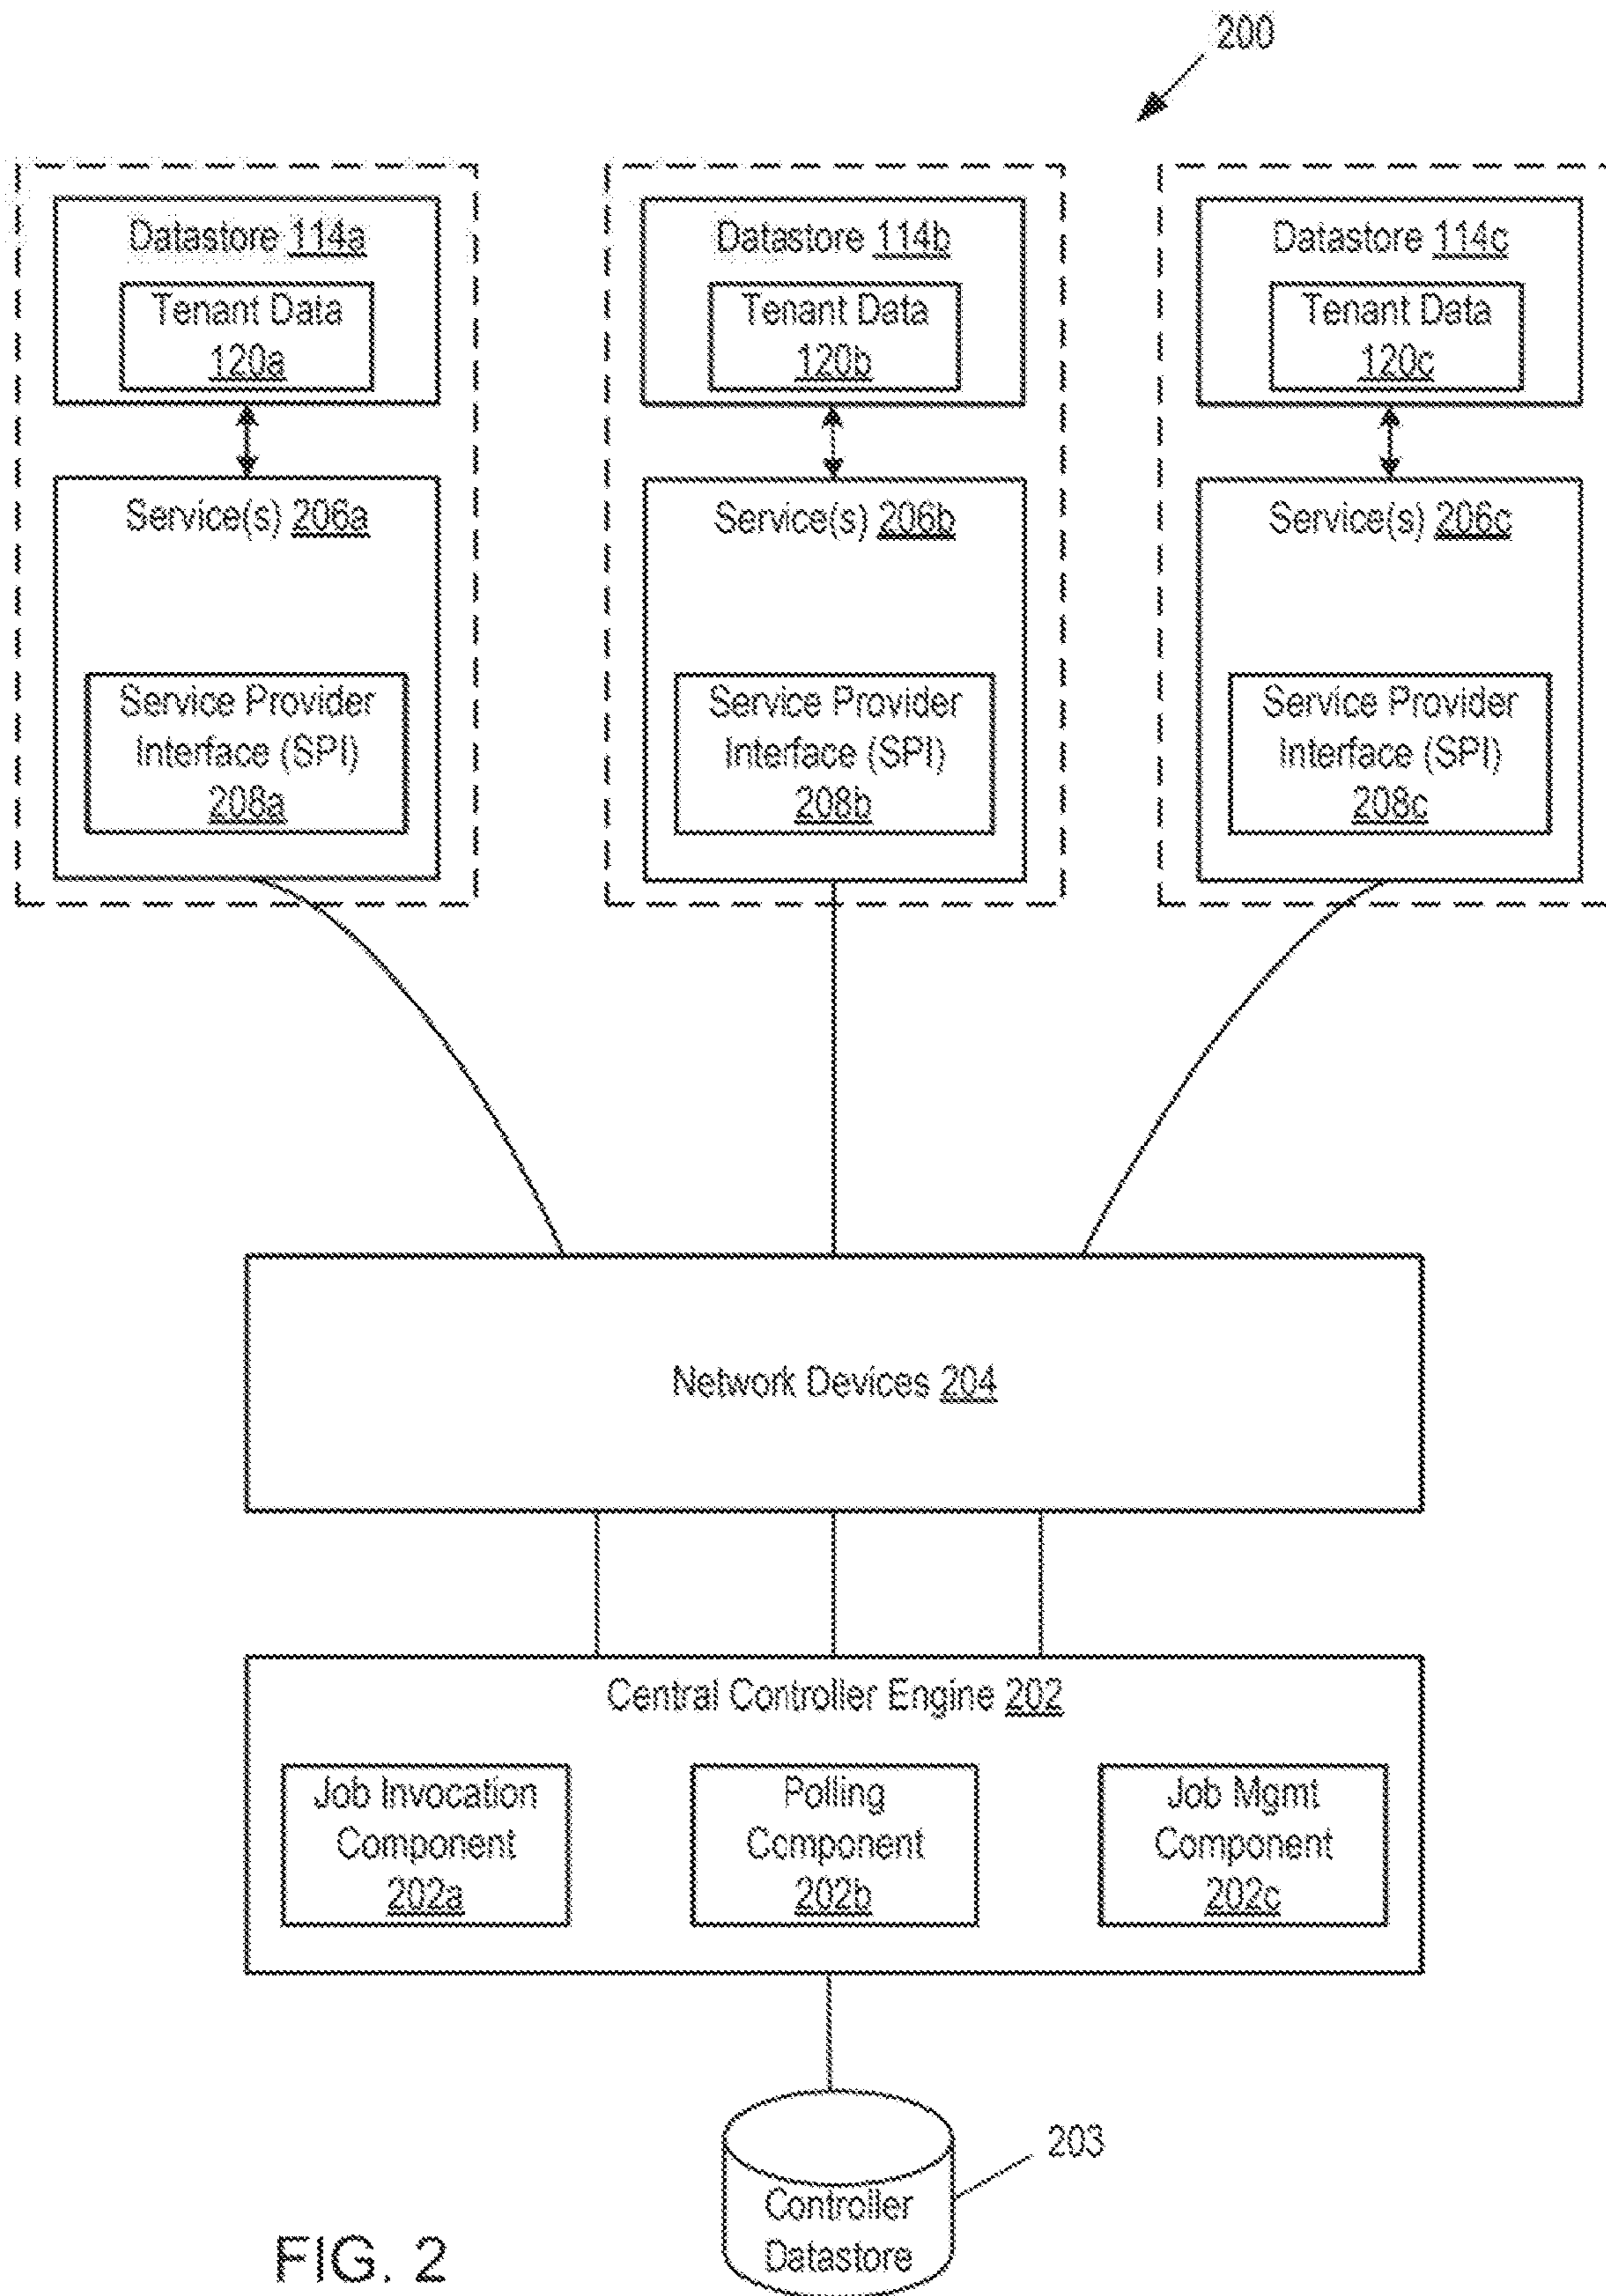 200
Datastore 114a
Tenant Data
120a
Service(s) 206a
Service Provider
Interface (SPI)
208a
Datastore 114b
Tenant Data
120b
Service(s) 206b
Service Provider
Interface (SPI)
208b
Datastore 114c
Tenant Data
120c
Service(s) 206c
Service Provider
Interface (SPI)
208c
Network Devices 204
Central Controller Engine 202
Job Invocation
Component
202a
Polling
Component
202b
Job Mgmt
Component
202c
203
Controller
Datastore
FIG. 2